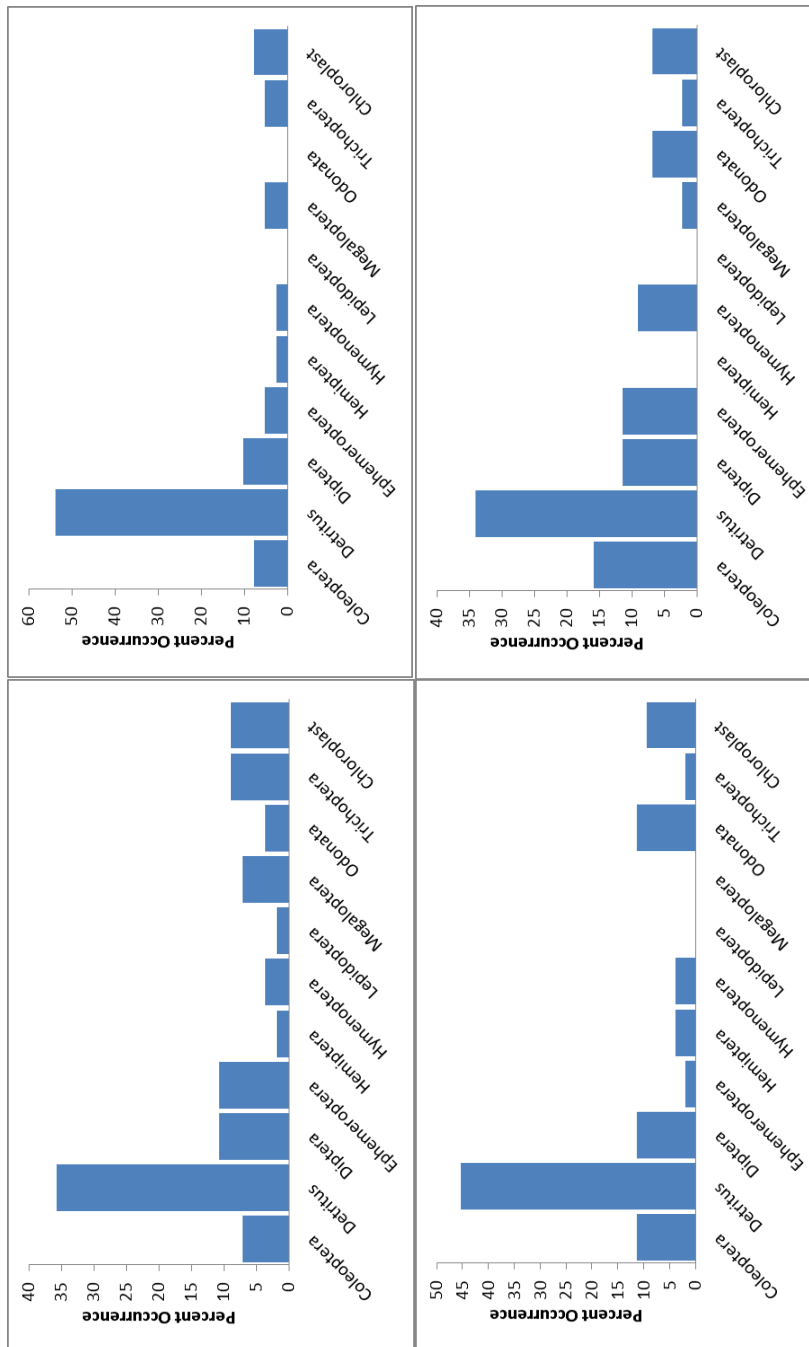 Percent Occurrence
40
35
30
25
20
15
10
5
0
Coleoptera
Detritus
Diptera
Ephemeroptera
Hemiptera
Hymenoptera
Lepidoptera
Megaloptera
Odonata
Trichoptera
Chloroplast
Percent Occurrence
60
50
40
30
20
10
0
Coleoptera
Detritus
Diptera
Ephemeroptera
Hemiptera
Hymenoptera
Lepidoptera
Megaloptera
Odonata
Trichoptera
Chloroplast
Percent Occurrence
50
45
40
35
30
25
20
15
10
5
0
Coleoptera
Detritus
Diptera
Ephemeroptera
Hemiptera
Hymenoptera
Lepidoptera
Megaloptera
Odonata
Trichoptera
Chloroplast
Percent Occurrence
40
35
30
25
20
15
10
5
0
Coleoptera
Detritus
Diptera
Ephemeroptera
Hemiptera
Hymenoptera
Lepidoptera
Megaloptera
Odonata
Trichoptera
Chloroplast